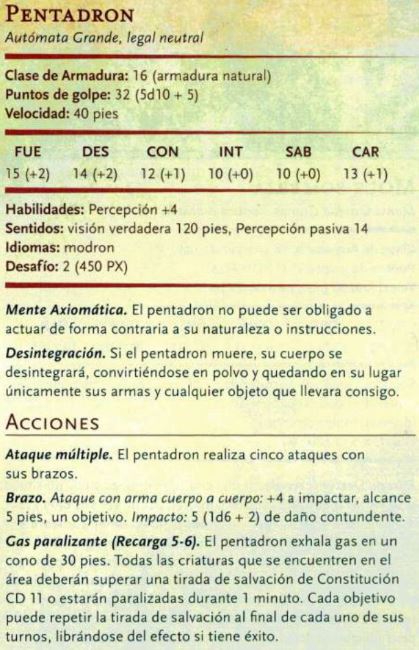 PENTADRON
Autómata Grande, legal neutral
Clase de Armadura: 16 (armadura natural)
Puntos de golpe: 32 (5d10 + 5)
Velocidad: 40 pies
FUE DES CON INT SAB CAR
15 (+2) 14 (+2) 12 (+1) 10 (+0) 10 (+0) 13 (+1)
Habilidades: Percepción +4
Sentidos: visión verdadera 120 pies, Percepción pasiva 14
Idiomas: modron
Desafío: 2 (450 PX)
Mente Axiomática. El pentadron no puede ser obligado a
actuar de forma contraria a su naturaleza o instrucciones.
Desintegración. Si el pentadron muere, su cuerpo se
desintegrará, convirtiéndose en polvo y quedando en su lugar
únicamente sus armas y cualquier objeto que llevara consigo.
ACCIONES
Ataque múltiple. El pentadron realiza cinco ataques con
sus brazos.
Brazo. Ataque con arma cuerpo a cuerpo: +4 a impactar, alcance
5 pies, un objetivo. Impacto: 5 (1d6 + 2) de daño contundente.
Gas paralizante (Recarga 5-6). El pentadron exhala gas en un
cono de 30 pies. Todas las criaturas que se encuentren en el
área deberán superar una tirada de salvación de Constitución
CD 11 o estarán paralizadas durante 1 minuto. Cada objetivo
puede repetir la tirada de salvación al final de cada uno de sus
turnos, librándose del efecto si tiene éxito.